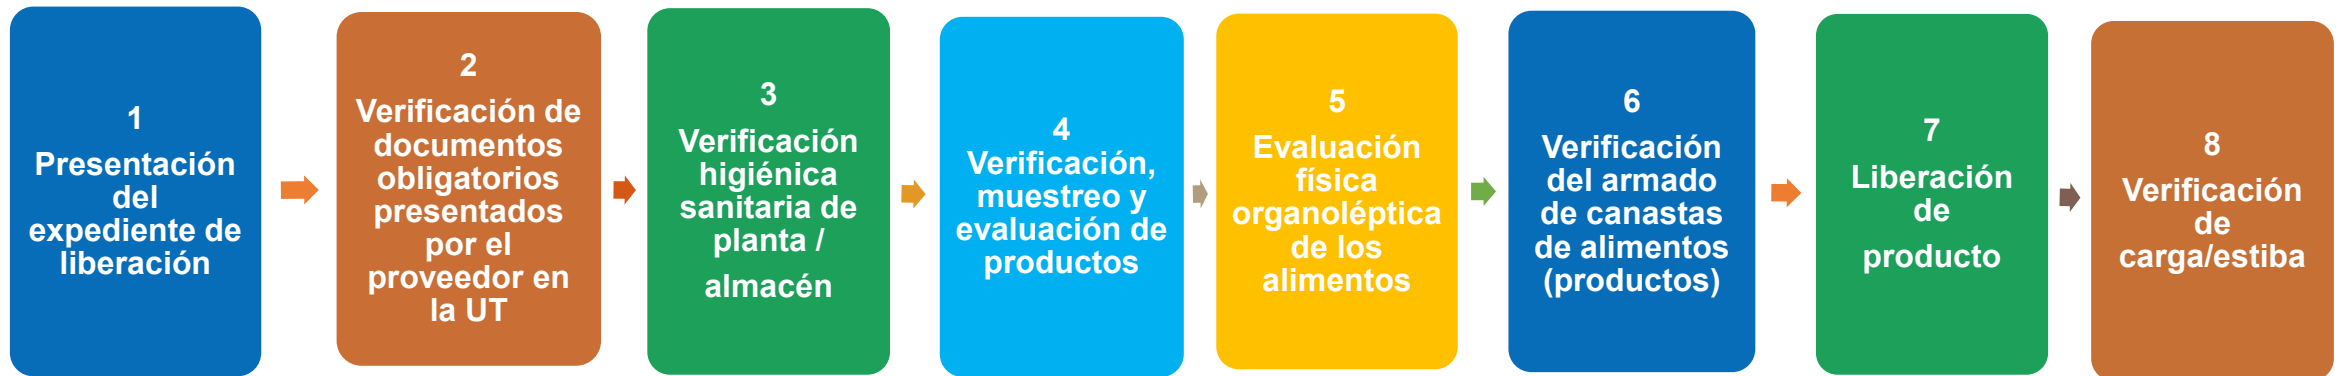 1
Presentación
del
expediente de
liberación
2
Verificación de
documentos
obligatorios
presentados
por el
proveedor en
la UT
3
Verificación
higiénica
sanitaria de
planta /
almacén
4
Verificación,
muestreo y
evaluación de
productos
5
Evaluación
física
organoléptica
de los
alimentos
6
Verificación
del armado
de canastas
de alimentos
(productos)
7
Liberación
de
producto
8
Verificación
de
carga/estiba